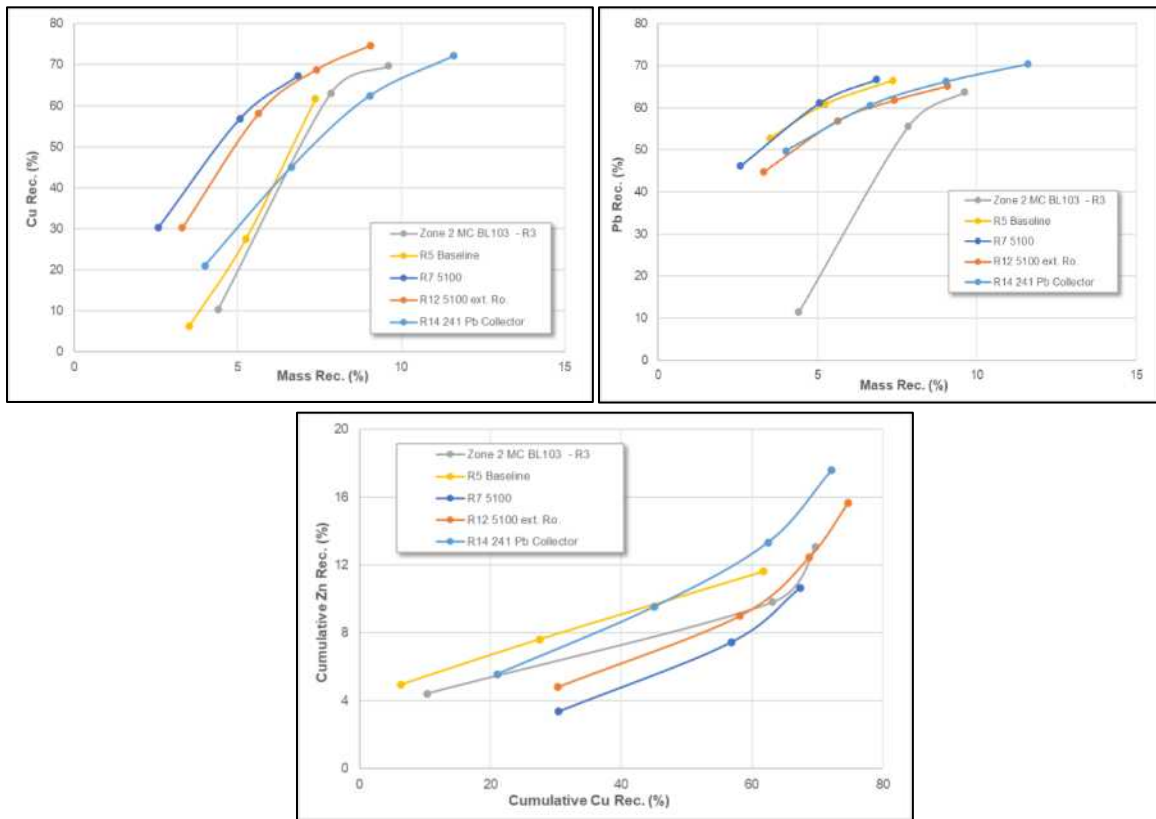 80
70
60
50
40
30
20
10
0
Cu Rec. (%)
Zone 2 MC BL103 - R3
R5 Baseline
R7 5100
R12 5100 ext. Ro.
R14 241 Pb Collector
0 5 10 15
Mass Rec. (%)
80
70
60
50
40
30
20
10
0
Pb Rec. (%)
Zone 2 MC BL103 - R3
R5 Baseline
R7 5100
R12 5100 ext. Ro.
R14 241 Pb Collector
0 5 10 15
Mass Rec. (%)
20
16
12
8
4
0
Cumulative Zn Rec. (%)
Zone 2 MC BL103 - R3
R5 Baseline
R7 5100
R12 5100 ext. Ro.
R14 241 Pb Collector
0 20 40 60 80
Cumulative Cu Rec. (%)